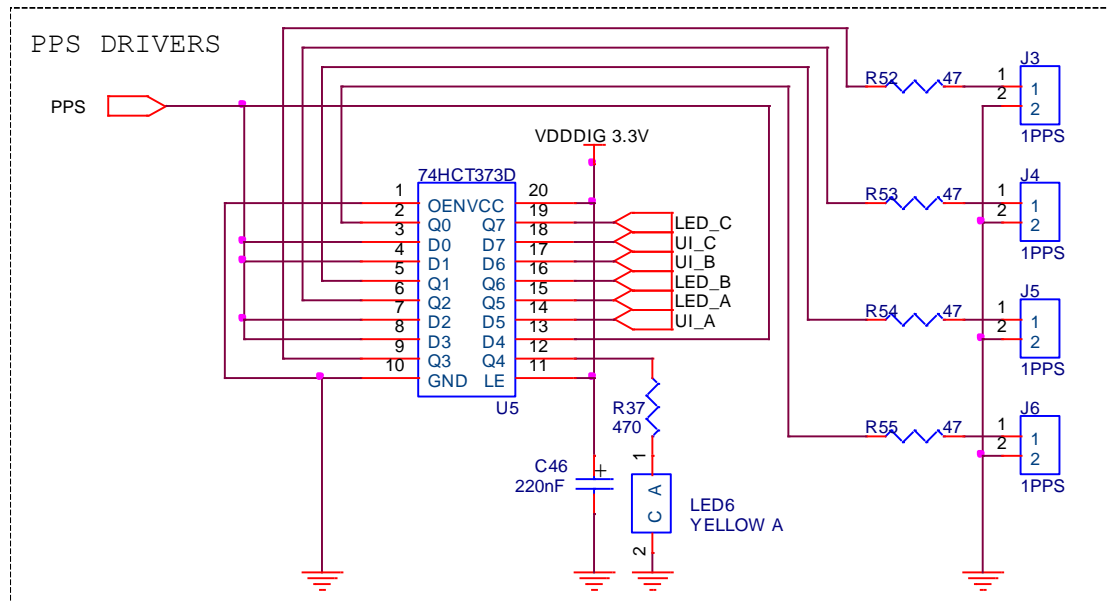 PPS DRIVERS
PPS
VDDDIG 3.3V
74HCT373D
1 OEN VCC 20
2 Q0 Q7 19 LED_C
3 D0 D7 18 UI_C
4 D1 D6 17 UI_B
5 Q1 Q6 16 LED_B
6 Q2 Q5 15 LED_A
7 D2 D5 14 UI_A
8 D3 D4 13
9 Q3 Q4 12
10 GND LE 11
U5
R37
470
C46 +
220nF
1
A
C
2
LED6
YELLOW A
R52 47
J3
1 1
2 2
1PPS
R53 47
J4
1 1
2 2
1PPS
R54 47
J5
1 1
2 2
1PPS
R55 47
J6
1 1
2 2
1PPS